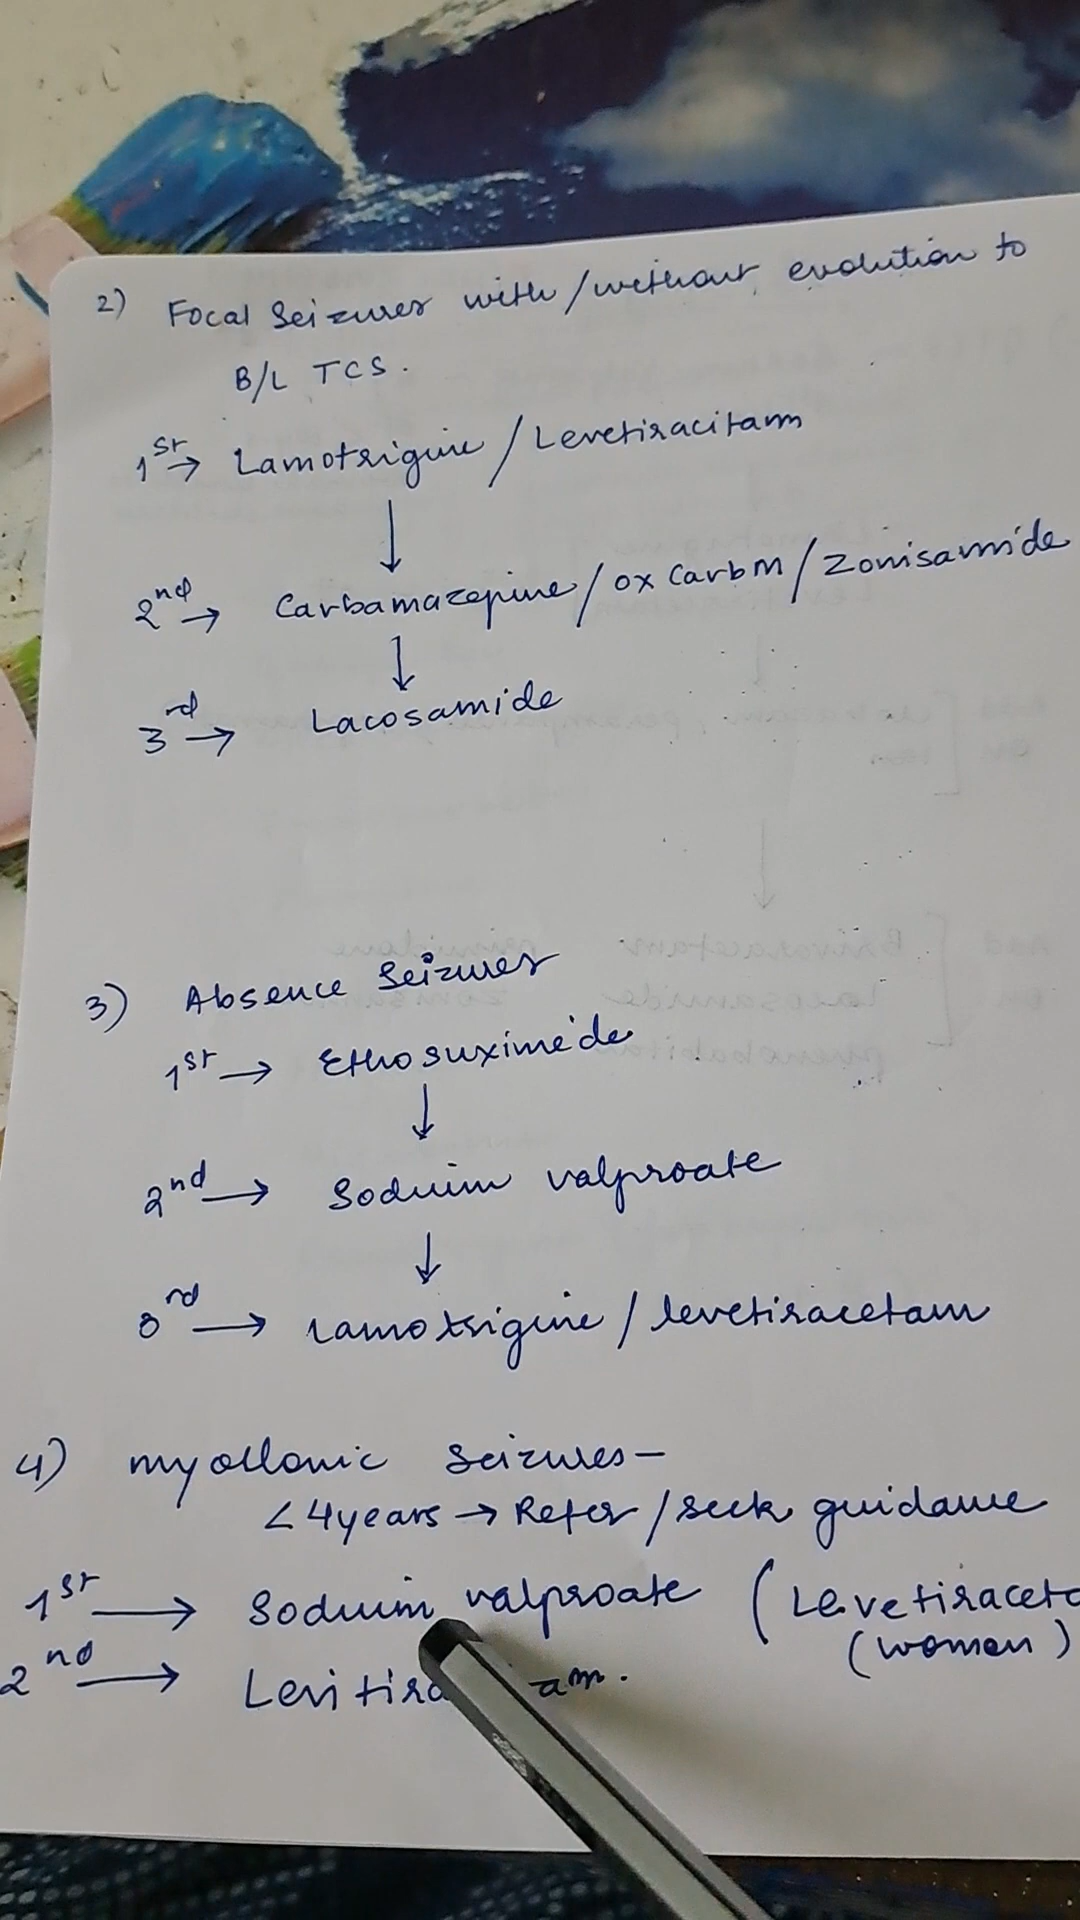 2) Focal Seizures with/without evolution to
B/L TCS.
1st → Lamotrigine / Levetiracitam
↓
2nd → Carbamazepine / ox Carbm / Zonisamide
↓
3rd → Lacosamide
3) Absence Seizures
1st → Ethosuximide
↓
2nd → Sodium valproate
↓
3rd → Lamotrigine / levetiracetam
4) myoclonic Seizures-
<4years → Refer / seek guidance
1st → Sodium valproate (Levetiraceta
(women)
2nd → Levitira am.